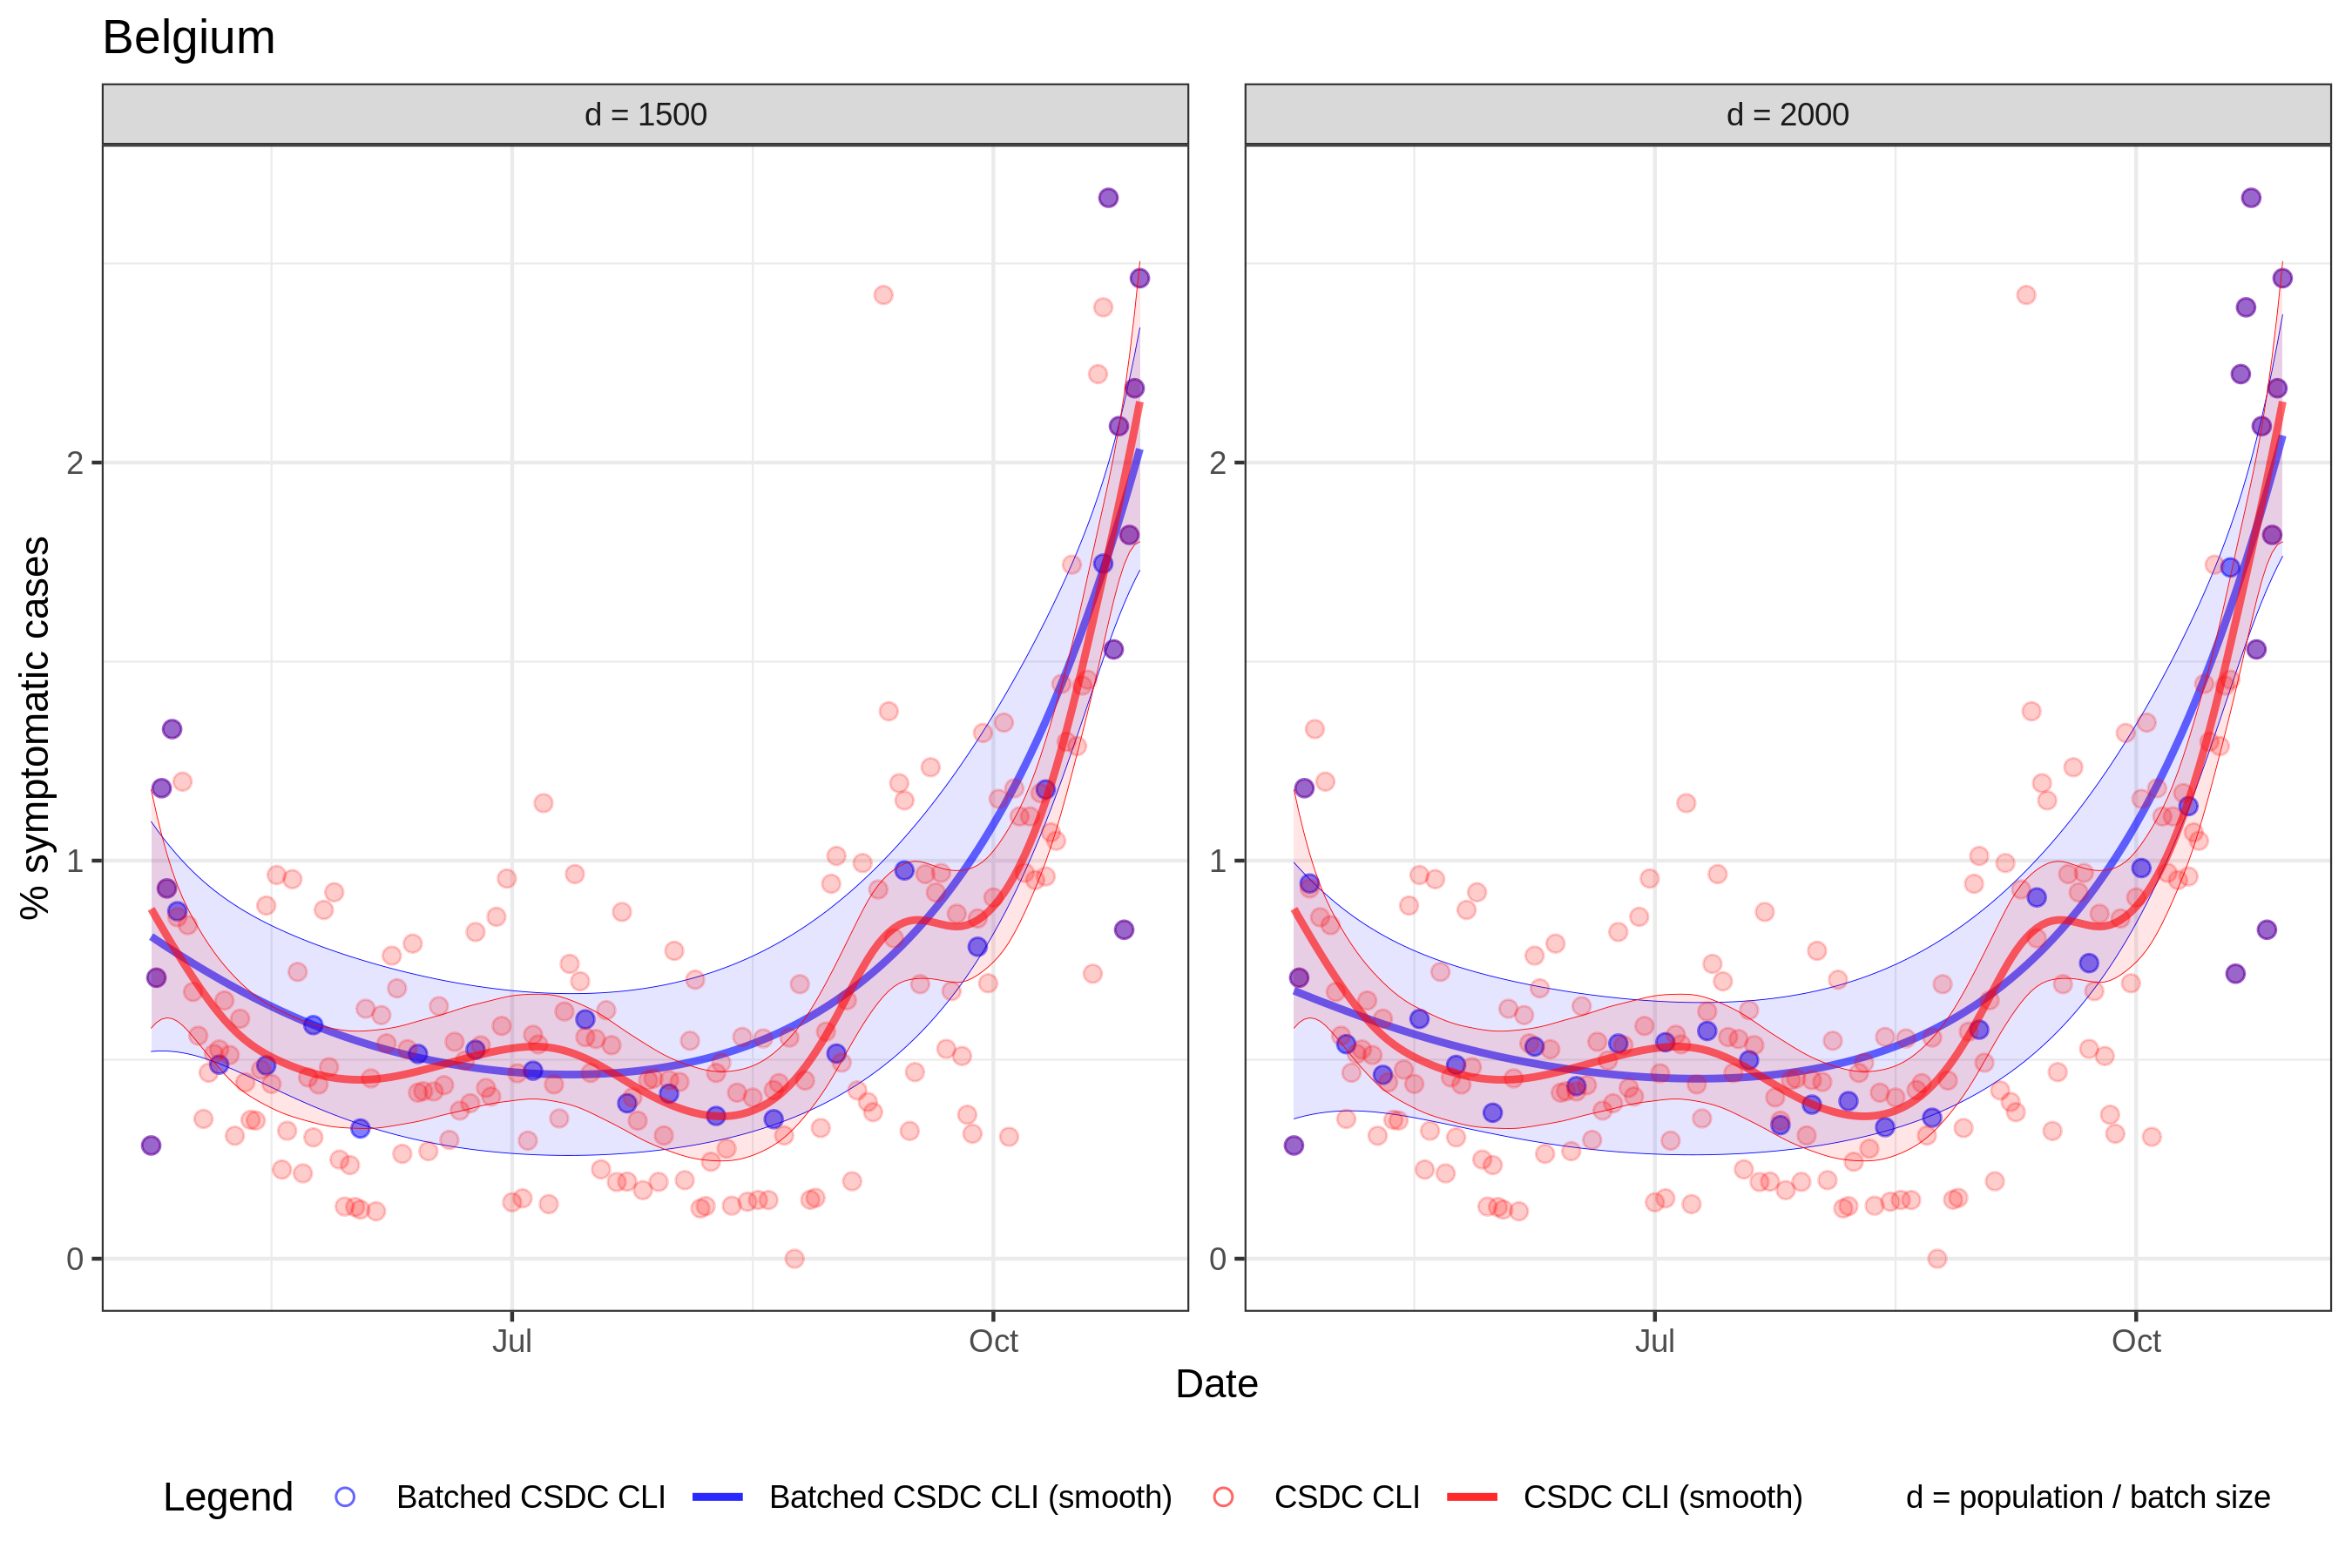 Belgium
d = 1500
d = 2000
% symptomatic cases
2
1
0
2
1
0
Jul
Oct
Jul
Oct
Date
Legend
Batched CSDC CLI
Batched CSDC CLI (smooth)
CSDC CLI
CSDC CLI (smooth)
d = population / batch size